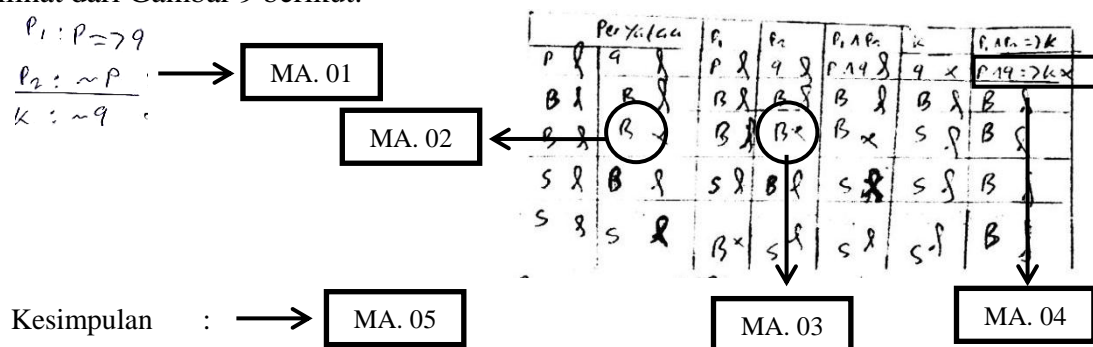 P₁ : P => q
P₂ : ~P
K : ~q
MA. 01
MA. 02
P₁ P₂ P₁ ∧ P₂ K P₁ ∧ P₂ => K
P q P q P ∧ q q x P ∧ q => K x
B B B B B B B
B B x B B x B x S B
S B S B S S B
S S B x S S S B
Kesimpulan : MA. 05
MA. 03
MA. 04